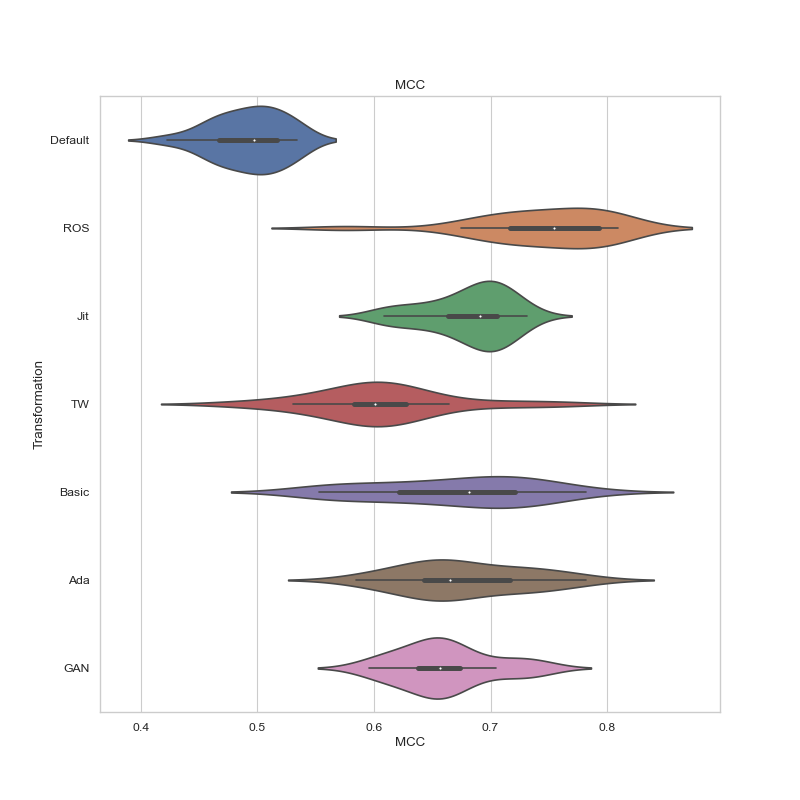 MCC
Default
ROS
Jit
TW
Basic
Ada
GAN
Transformation
0.4 0.5 0.6 0.7 0.8
MCC